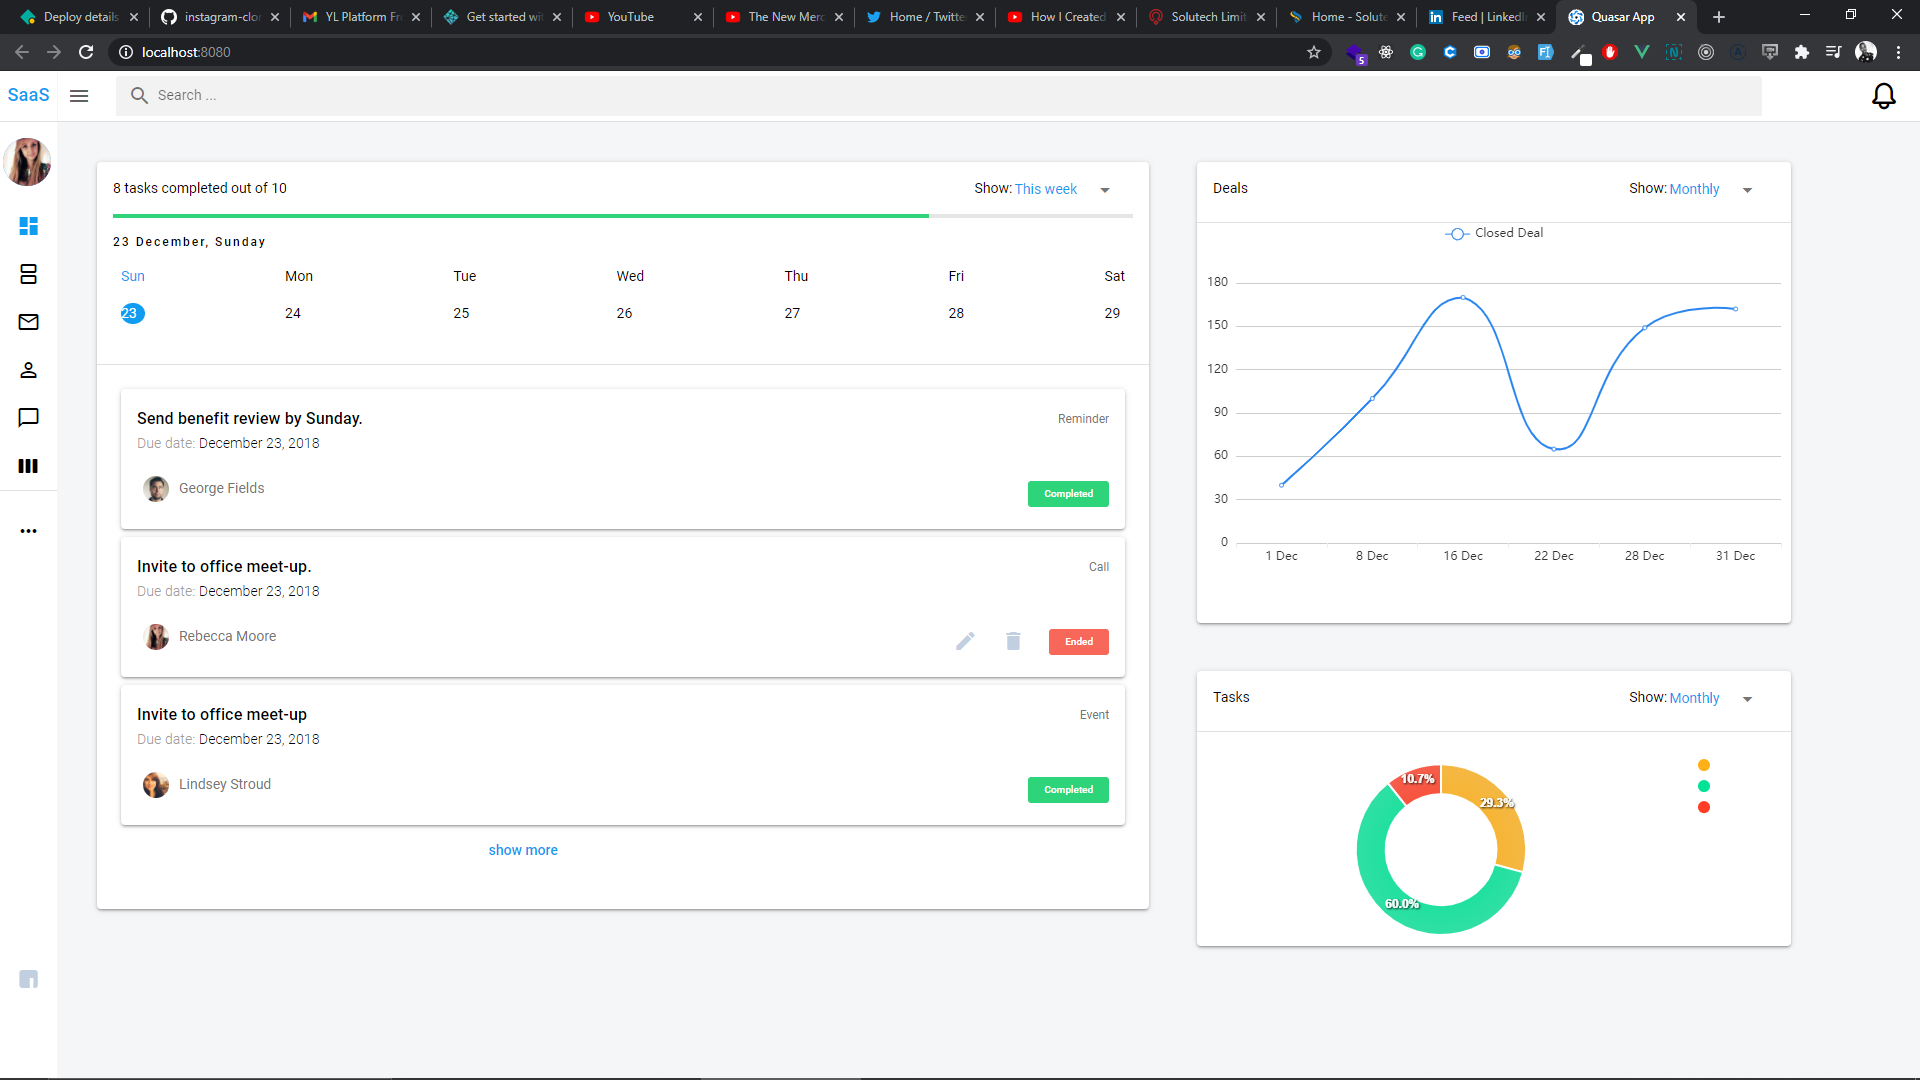 Deploy details
instagram-clo
YL Platform Fr
Get started wi
YouTube
The New Merc
Home / Twitte
How I Created
Solutech Limit
Home - Solute
Feed | LinkedI
Quasar App
localhost:8080
5
SaaS
Search ...
8 tasks completed out of 10
Show: This week
23 December, Sunday
Sun Mon Tue Wed Thu Fri Sat
23 24 25 26 27 28 29
Send benefit review by Sunday.
Reminder
Due date: December 23, 2018
George Fields
Completed
Invite to office meet-up.
Call
Due date: December 23, 2018
Rebecca Moore
Ended
Invite to office meet-up
Event
Due date: December 23, 2018
Lindsey Stroud
Completed
show more
Deals
Show: Monthly
Closed Deal
180
150
120
90
60
30
0
1 Dec 8 Dec 16 Dec 22 Dec 28 Dec 31 Dec
Tasks
Show: Monthly
10.7%
29.3%
60.0%